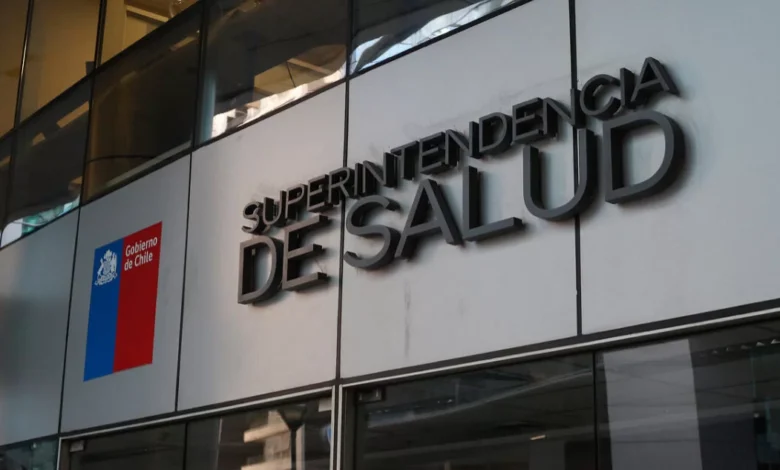 SUPERINTENDENCIA
DE SALUD
Gobierno
de Chile